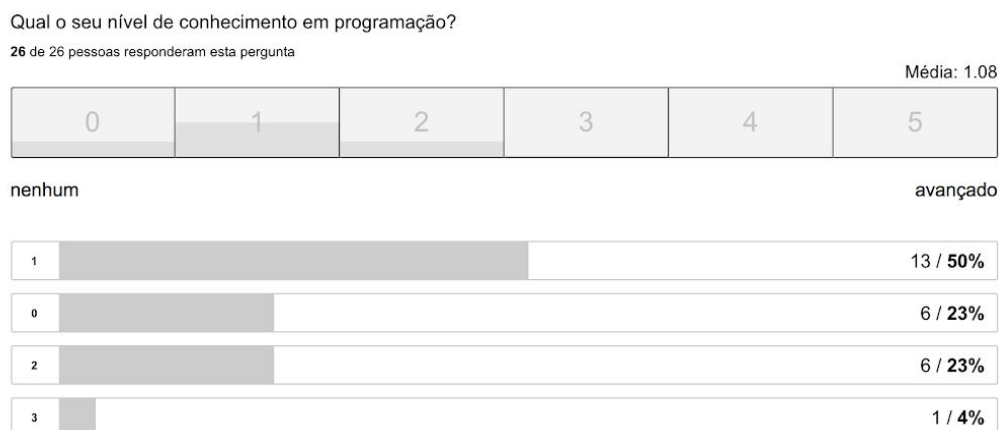 Qual o seu nível de conhecimento em programação?
26 de 26 pessoas responderam esta pergunta
Média: 1.08
0 1 2 3 4 5
nenhum avançado
1 13 / 50%
0 6 / 23%
2 6 / 23%
3 1 / 4%